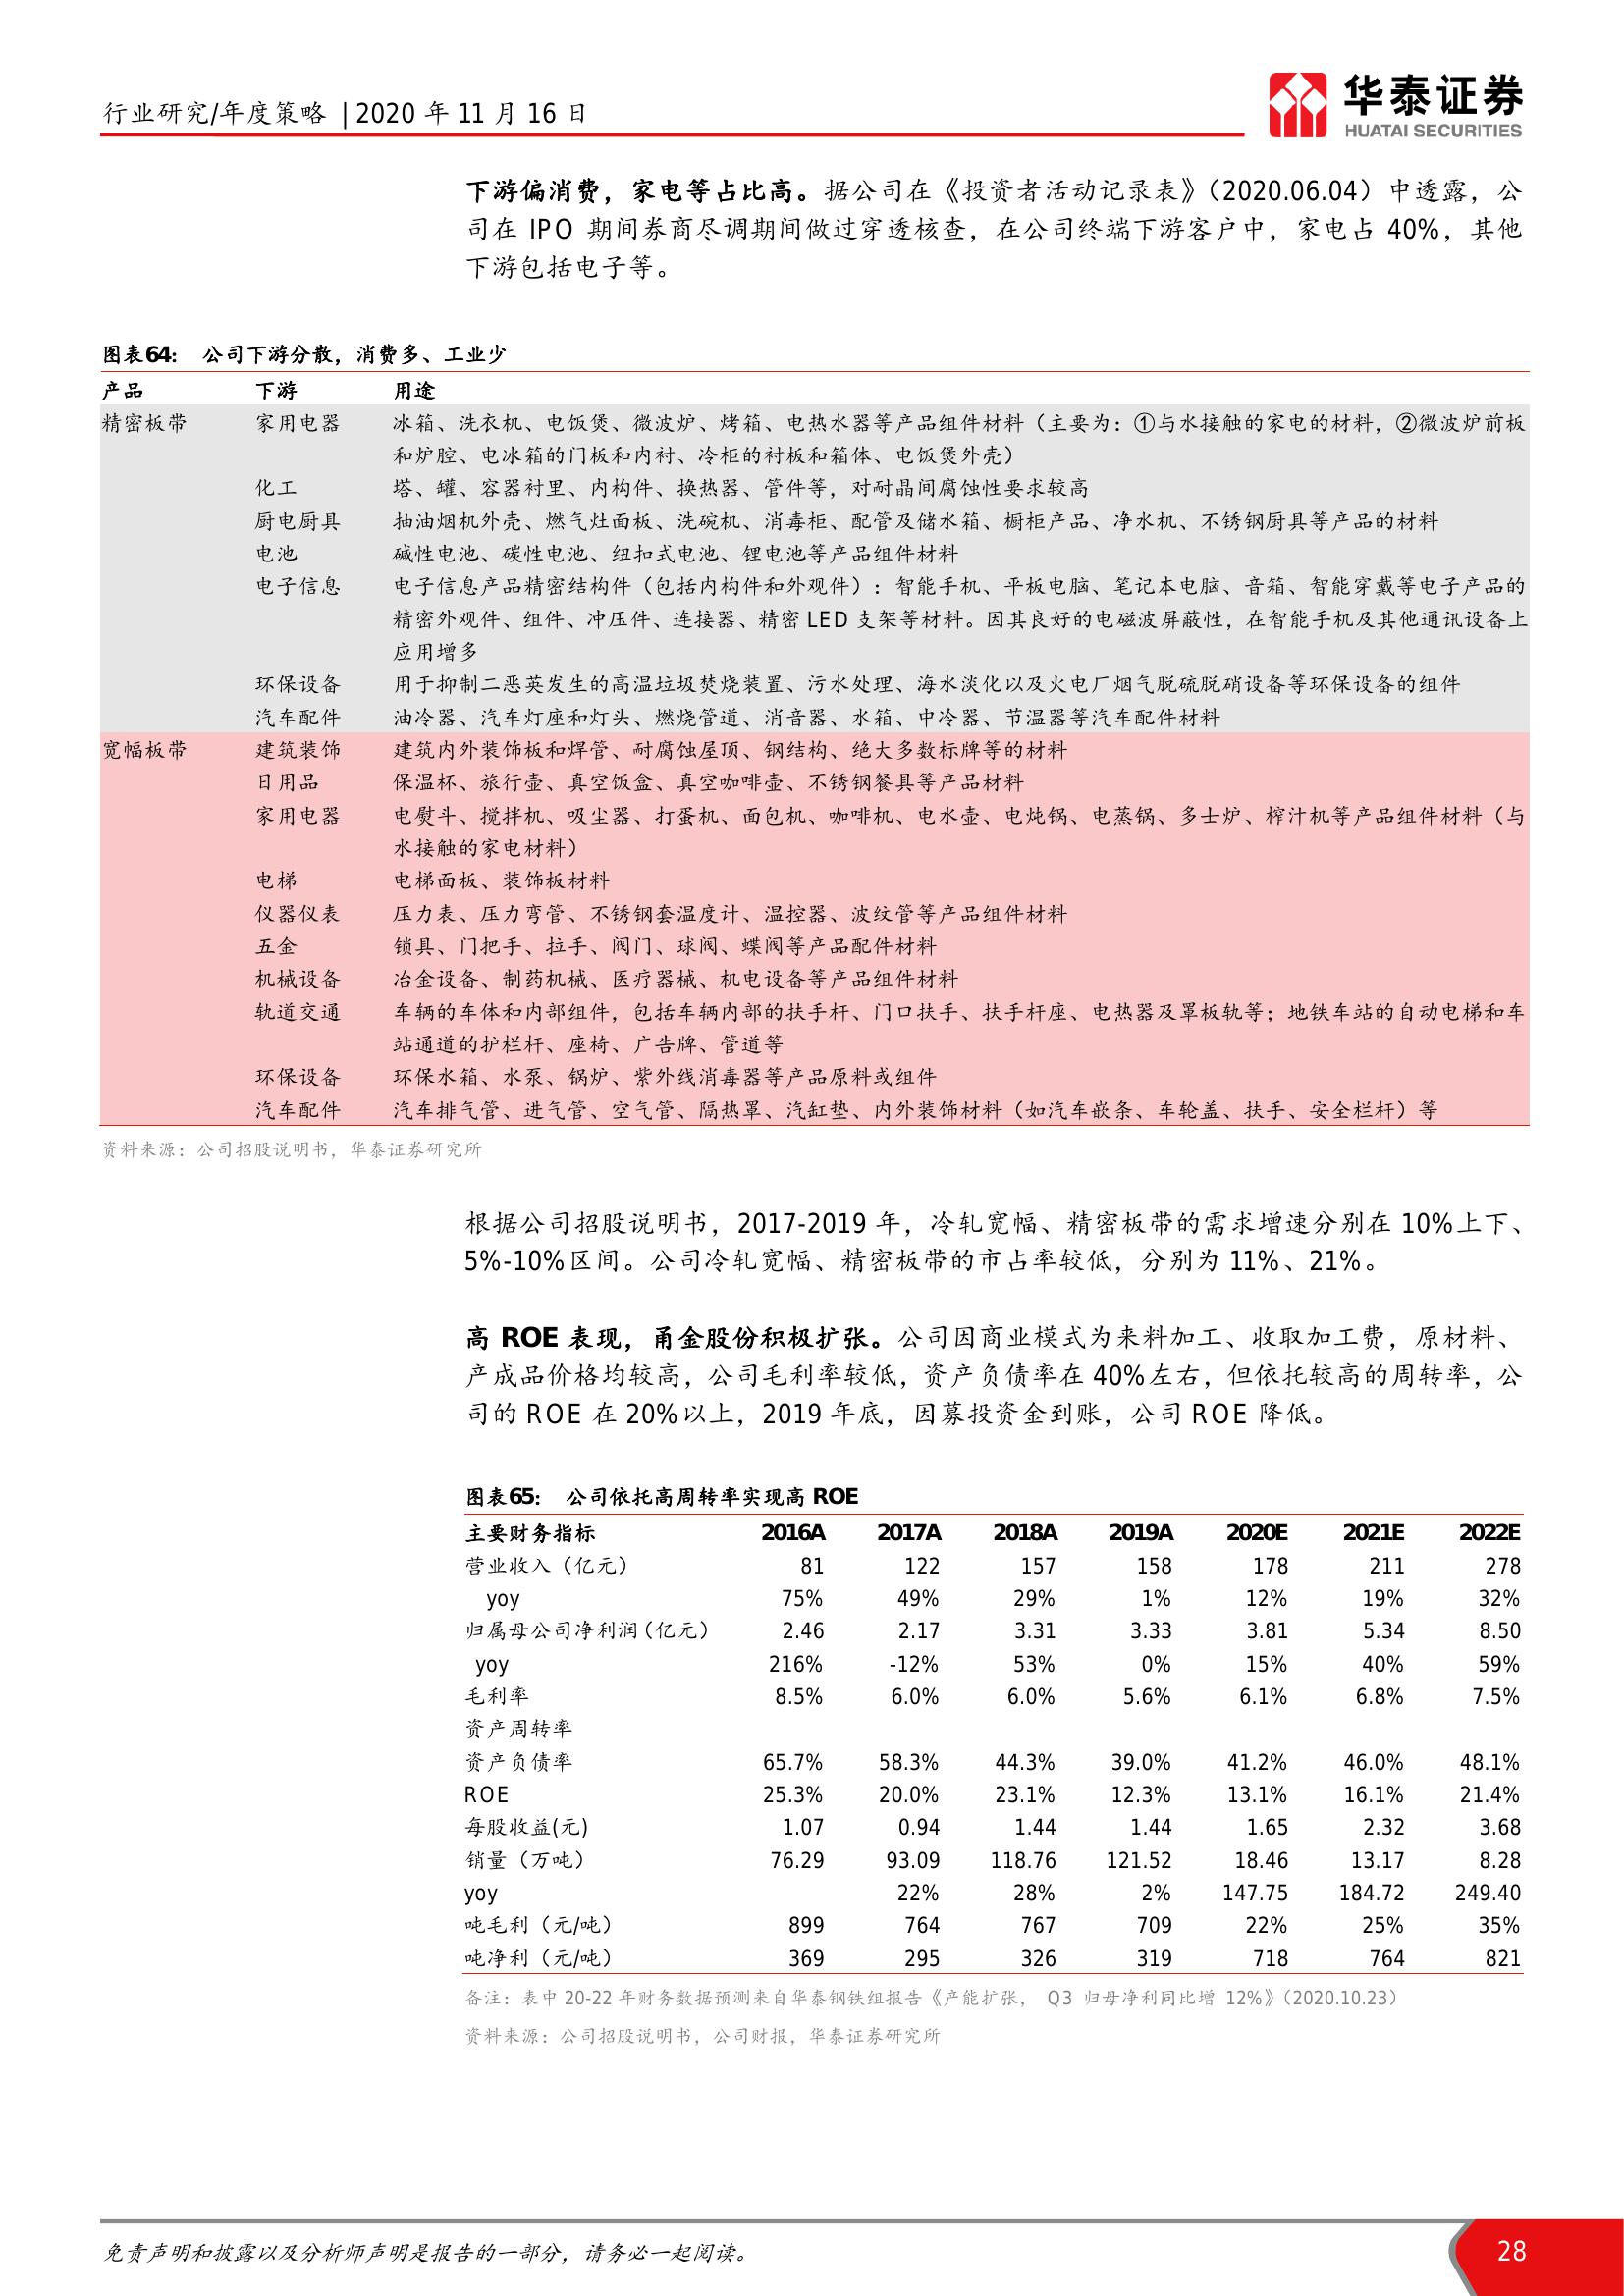 行业研究/年度策略 | 2020 年 11 月 16 日
华泰证券
HUATAI SECURITIES
下游偏消费，家电等占比高。据公司在《投资者活动记录表》（2020.06.04）中透露，公
司在 IPO 期间券商尽调期间做过穿透核查，在公司终端下游客户中，家电占 40%，其他
下游包括电子等。
图表64： 公司下游分散，消费多、工业少
产品 下游 用途
精密板带 家用电器 冰箱、洗衣机、电饭煲、微波炉、烤箱、电热水器等产品组件材料（主要为：①与水接触的家电的材料，②微波炉前板
和炉腔、电冰箱的门板和内衬、冷柜的衬板和箱体、电饭煲外壳）
化工 塔、罐、容器衬里、内构件、换热器、管件等，对耐晶间腐蚀性要求较高
厨电厨具 抽油烟机外壳、燃气灶面板、洗碗机、消毒柜、配管及储水箱、橱柜产品、净水机、不锈钢厨具等产品的材料
电池 碱性电池、碳性电池、纽扣式电池、锂电池等产品组件材料
电子信息 电子信息产品精密结构件（包括内构件和外观件）：智能手机、平板电脑、笔记本电脑、音箱、智能穿戴等电子产品的
精密外观件、组件、冲压件、连接器、精密 LED 支架等材料。因其良好的电磁波屏蔽性，在智能手机及其他通讯设备上
应用增多
环保设备 用于抑制二恶英发生的高温垃圾焚烧装置、污水处理、海水淡化以及火电厂烟气脱硫脱硝设备等环保设备的组件
汽车配件 油冷器、汽车灯座和灯头、燃烧管道、消音器、水箱、中冷器、节温器等汽车配件材料
宽幅板带 建筑装饰 建筑内外装饰板和焊管、耐腐蚀屋顶、钢结构、绝大多数标牌等的材料
日用品 保温杯、旅行壶、真空饭盒、真空咖啡壶、不锈钢餐具等产品材料
家用电器 电熨斗、搅拌机、吸尘器、打蛋机、面包机、咖啡机、电水壶、电炖锅、电蒸锅、多士炉、榨汁机等产品组件材料（与
水接触的家电材料）
电梯 电梯面板、装饰板材料
仪器仪表 压力表、压力弯管、不锈钢套温度计、温控器、波纹管等产品组件材料
五金 锁具、门把手、拉手、阀门、球阀、蝶阀等产品配件材料
机械设备 冶金设备、制药机械、医疗器械、机电设备等产品组件材料
轨道交通 车辆的车体和内部组件，包括车辆内部的扶手杆、门口扶手、扶手杆座、电热器及罩板轨等；地铁车站的自动电梯和车
站通道的护栏杆、座椅、广告牌、管道等
环保设备 环保水箱、水泵、锅炉、紫外线消毒器等产品原料或组件
汽车配件 汽车排气管、进气管、空气管、隔热罩、汽缸垫、内外装饰材料（如汽车嵌条、车轮盖、扶手、安全栏杆）等
资料来源：公司招股说明书，华泰证券研究所
根据公司招股说明书，2017-2019 年，冷轧宽幅、精密板带的需求增速分别在 10%上下、
5%-10%区间。公司冷轧宽幅、精密板带的市占率较低，分别为 11%、21%。
高 ROE 表现，甬金股份积极扩张。公司因商业模式为来料加工、收取加工费，原材料、
产成品价格均较高，公司毛利率较低，资产负债率在 40%左右，但依托较高的周转率，公
司的 ROE 在 20%以上，2019 年底，因募投资金到账，公司 ROE 降低。
图表65： 公司依托高周转率实现高 ROE
主要财务指标 2016A 2017A 2018A 2019A 2020E 2021E 2022E
营业收入（亿元） 81 122 157 158 178 211 278
yoy 75% 49% 29% 1% 12% 19% 32%
归属母公司净利润（亿元） 2.46 2.17 3.31 3.33 3.81 5.34 8.50
yoy 216% -12% 53% 0% 15% 40% 59%
毛利率 8.5% 6.0% 6.0% 5.6% 6.1% 6.8% 7.5%
资产周转率
资产负债率 65.7% 58.3% 44.3% 39.0% 41.2% 46.0% 48.1%
ROE 25.3% 20.0% 23.1% 12.3% 13.1% 16.1% 21.4%
每股收益(元) 1.07 0.94 1.44 1.44 1.65 2.32 3.68
销量（万吨） 76.29 93.09 118.76 121.52 18.46 13.17 8.28
yoy 22% 28% 2% 147.75 184.72 249.40
吨毛利（元/吨） 899 764 767 709 22% 25% 35%
吨净利（元/吨） 369 295 326 319 718 764 821
备注：表中 20-22 年财务数据预测来自华泰钢铁组报告《产能扩张， Q3 归母净利同比增 12%》（2020.10.23）
资料来源：公司招股说明书，公司财报，华泰证券研究所
免责声明和披露以及分析师声明是报告的一部分，请务必一起阅读。
28